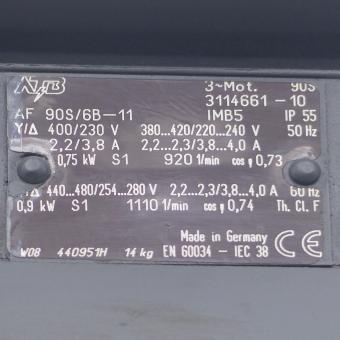 3~Mot. 90S
3114661-10
AF 90S/6B-11 IMB5 IP 55
Y/Δ 400/230 V 380...420/220...240 V 50 Hz
2,2/3,8 A 2,2...2,3/3,8...4,0 A
0,75 kW S1 920 1/min cos φ 0,73
/Δ 440...480/254...280 V 2,2...2,3/3,8...4,0 A 60 Hz
0,9 kW S1 1110 1/min cos φ 0,74 Th. Cl. F
Made in Germany CE
W08 440951H 14 kg EN 60034 - IEC 38